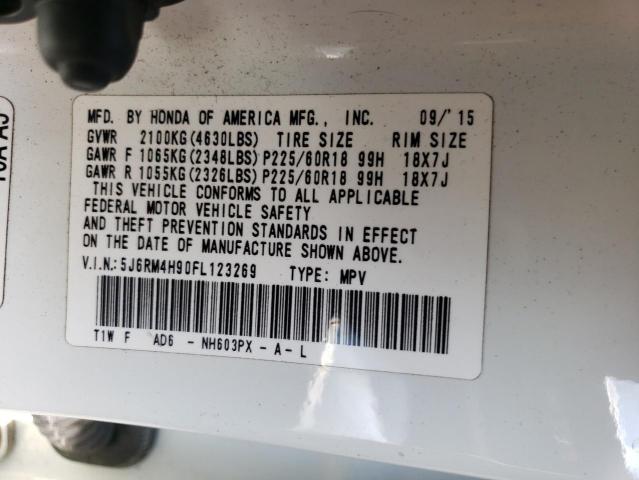 MFD. BY HONDA OF AMERICA MFG., INC. 09/'15
GVWR 2100KG(4630LBS) TIRE SIZE RIM SIZE
GAWR F 1065KG(2348LBS) P225/60R18 99H 18X7J
GAWR R 1055KG(2326LBS) P225/60R18 99H 18X7J
THIS VEHICLE CONFORMS TO ALL APPLICABLE
FEDERAL MOTOR VEHICLE SAFETY
AND THEFT PREVENTION STANDARDS IN EFFECT
ON THE DATE OF MANUFACTURE SHOWN ABOVE.
V.I.N.:5J6RM4H90FL123269 TYPE: MPV
T1W F AD6 - NH603PX - A - L